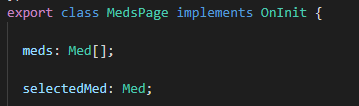 export class MedsPage implements OnInit {
meds: Med[];
selectedMed: Med;